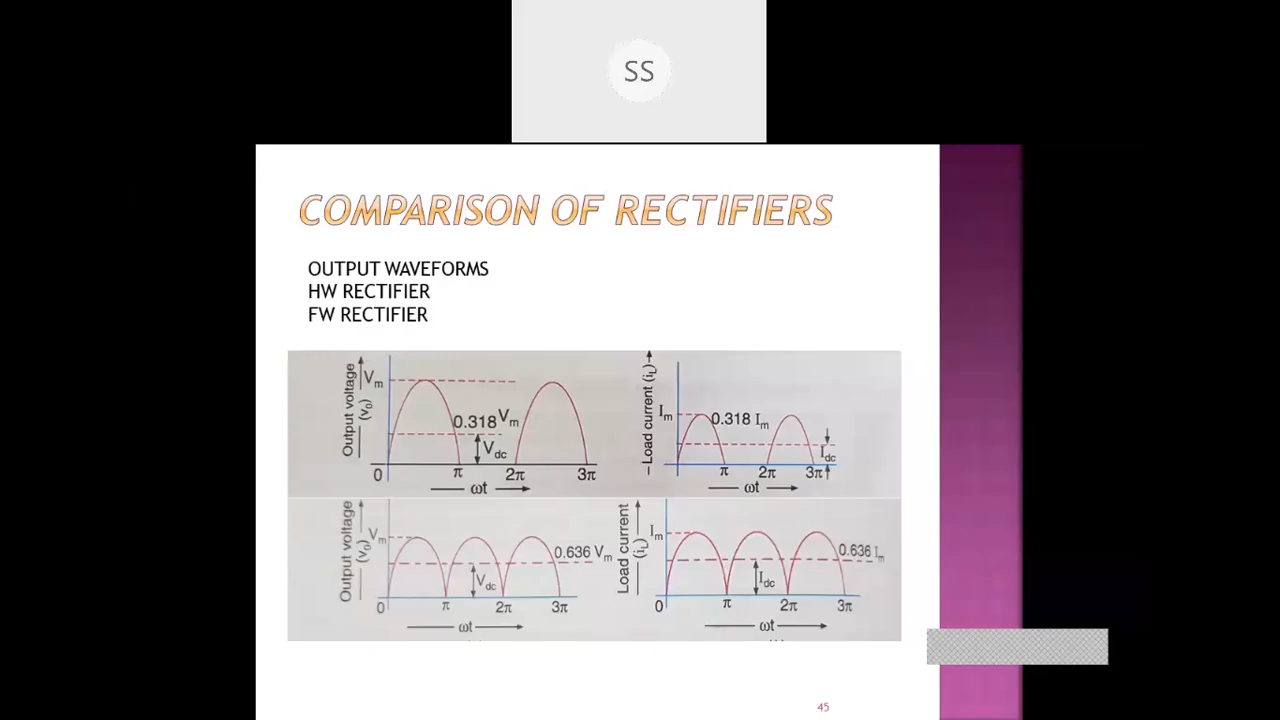 SS
COMPARISON OF RECTIFIERS
OUTPUT WAVEFORMS
HW RECTIFIER
FW RECTIFIER
Output voltage (v₀)
Vm
0.318 Vm
Vdc
0 π 2π 3π
ωt
Load current (iL)
Im
0.318 Im
Idc
π 2π 3π
ωt
Output voltage (v₀)
Vm
0.636 Vm
Vdc
0 π 2π 3π
ωt
Load current (iL)
Im
0.636 Im
Idc
0 π 2π 3π
ωt
45